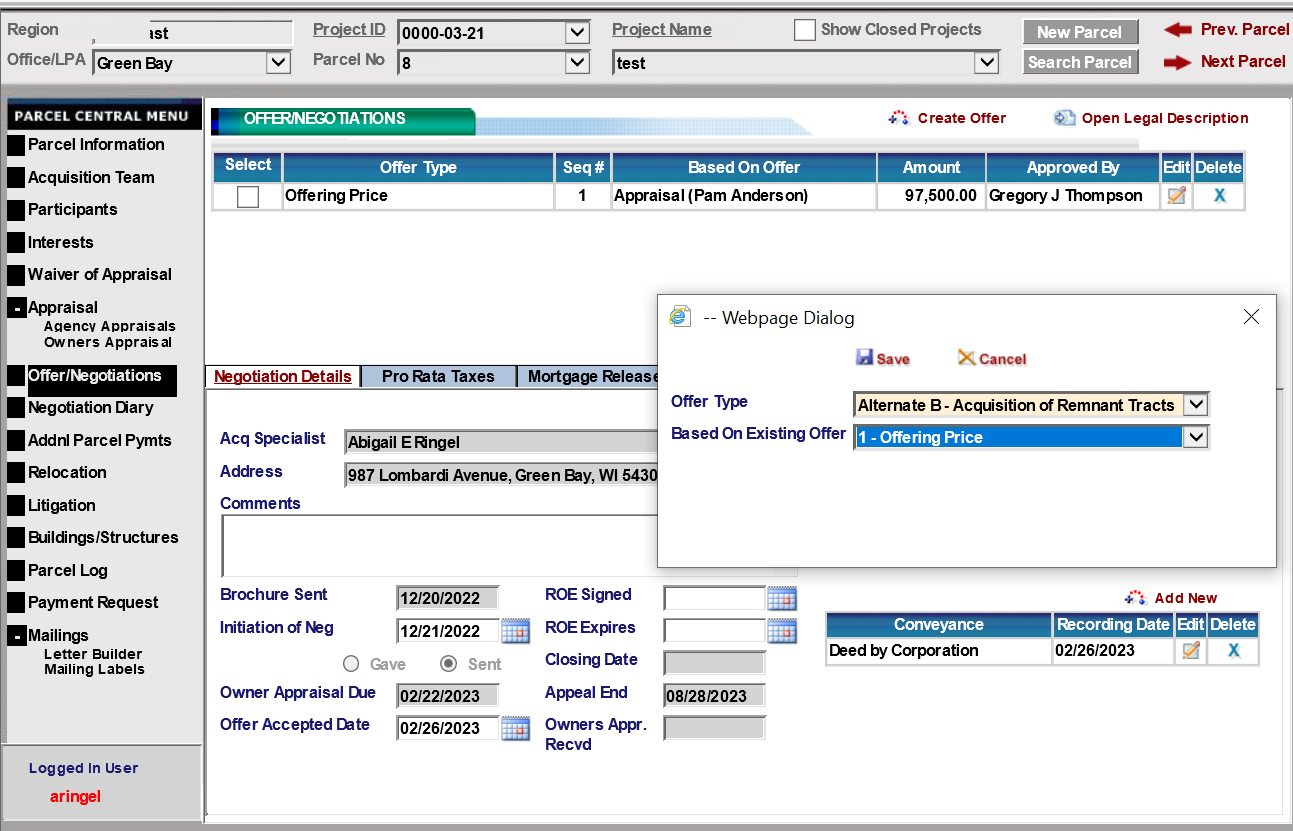 Region
ast
Project ID
0000-03-21
Project Name
Show Closed Projects
New Parcel
Prev. Parcel
Office/LPA
Green Bay
Parcel No
8
test
Search Parcel
Next Parcel
PARCEL CENTRAL MENU
Parcel Information
Acquisition Team
Participants
Interests
Waiver of Appraisal
- Appraisal
Agency Appraisals
Owners Appraisal
Offer/Negotiations
Negotiation Diary
Addnl Parcel Pymts
Relocation
Litigation
Buildings/Structures
Parcel Log
Payment Request
- Mailings
Letter Builder
Mailing Labels
Logged In User
aringel
OFFER/NEGOTIATIONS
Create Offer
Open Legal Description
Select Offer Type Seq # Based On Offer Amount Approved By Edit Delete
Offering Price 1 Appraisal (Pam Anderson) 97,500.00 Gregory J Thompson X
-- Webpage Dialog
Save
Cancel
Offer Type Alternate B - Acquisition of Remnant Tracts
Based On Existing Offer 1 - Offering Price
Negotiation Details
Pro Rata Taxes
Mortgage Release
Acq Specialist Abigail E Ringel
Address 987 Lombardi Avenue, Green Bay, WI 5430
Comments
Brochure Sent 12/20/2022 ROE Signed
Initiation of Neg 12/21/2022 ROE Expires
Gave Sent Closing Date
Owner Appraisal Due 02/22/2023 Appeal End 08/28/2023
Offer Accepted Date 02/26/2023 Owners Appr.
Recvd
Add New
Conveyance Recording Date Edit Delete
Deed by Corporation 02/26/2023 X